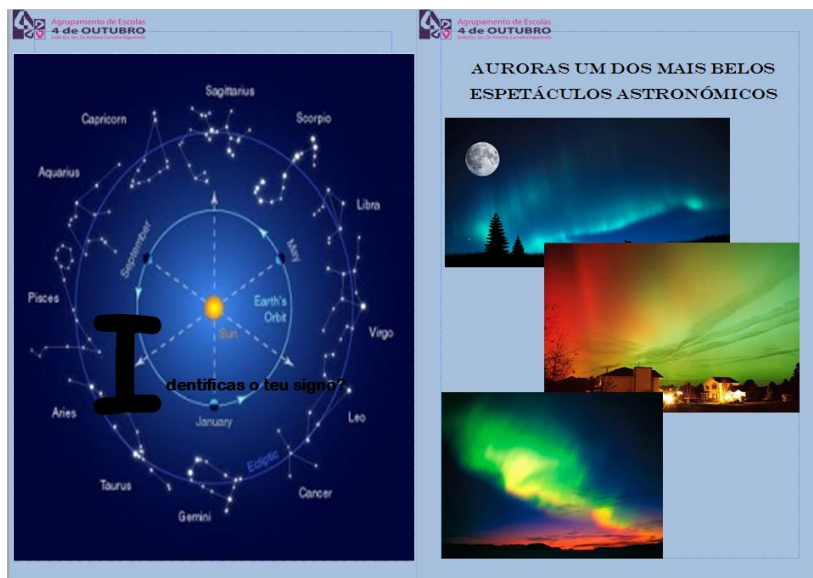 Agrupamento de Escolas
4 de OUTUBRO
Sagittarius
Capricorn
Scorpio
Aquarius
Libra
September
May
Pisces
Earth's
Orbit
Sun
Virgo
Identificas o teu signo?
Aries
January
Leo
Ecliptic
Taurus
Cancer
Gemini
Agrupamento de Escolas
4 de OUTUBRO
AURORAS UM DOS MAIS BELOS
ESPETÁCULOS ASTRONÓMICOS